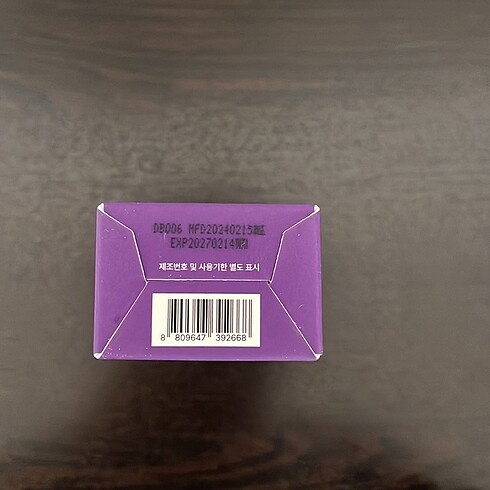 DB006 MFD20240215제조
EXP20270214까지
제조번호 및 사용기한 별도 표시
8 809647 392668